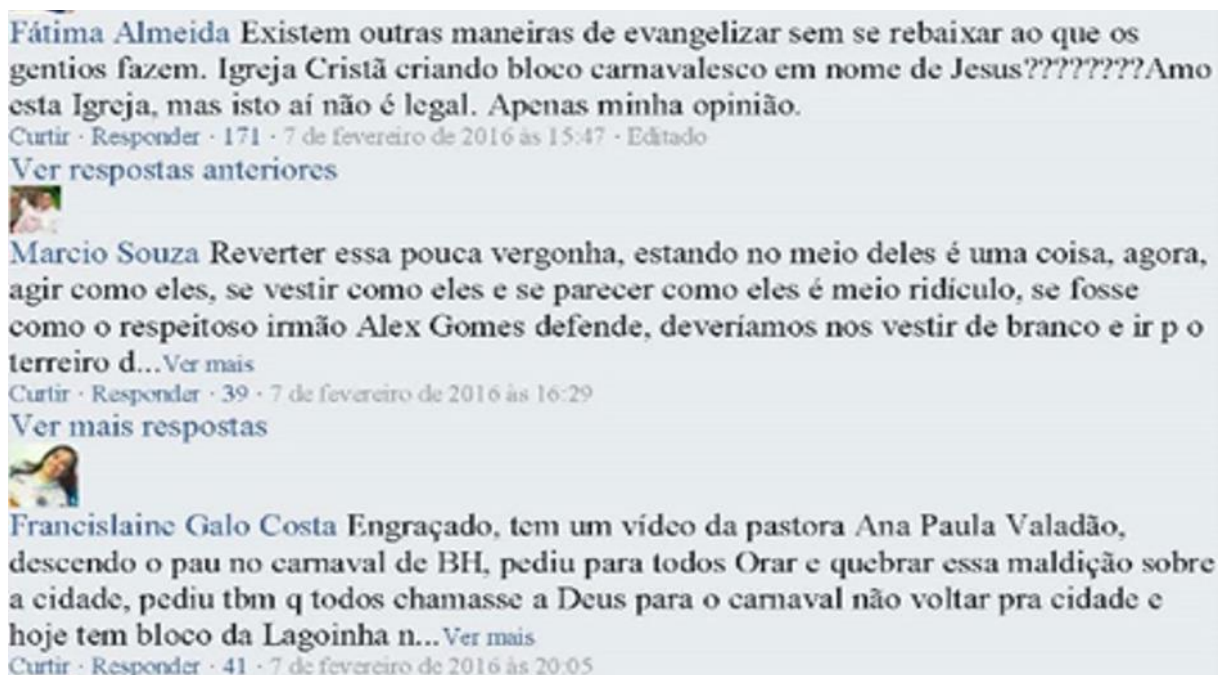 Fátima Almeida Existem outras maneiras de evangelizar sem se rebaixar ao que os
gentios fazem. Igreja Cristã criando bloco carnavalesco em nome de Jesus????????Amo
esta Igreja, mas isto aí não é legal. Apenas minha opinião.
Curtir · Responder · 171 · 7 de fevereiro de 2016 às 15:47 · Editado
Ver respostas anteriores
Marcio Souza Reverter essa pouca vergonha, estando no meio deles é uma coisa, agora,
agir como eles, se vestir como eles e se parecer como eles é meio ridículo, se fosse
como o respeitoso irmão Alex Gomes defende, deveríamos nos vestir de branco e ir p o
terreiro d...Ver mais
Curtir · Responder · 39 · 7 de fevereiro de 2016 às 16:29
Ver mais respostas
Francislaine Galo Costa Engraçado, tem um vídeo da pastora Ana Paula Valadão,
descendo o pau no carnaval de BH, pediu para todos Orar e quebrar essa maldição sobre
a cidade, pediu tbm q todos chamasse a Deus para o carnaval não voltar pra cidade e
hoje tem bloco da Lagoinha n...Ver mais
Curtir · Responder · 41 · 7 de fevereiro de 2016 às 20:05